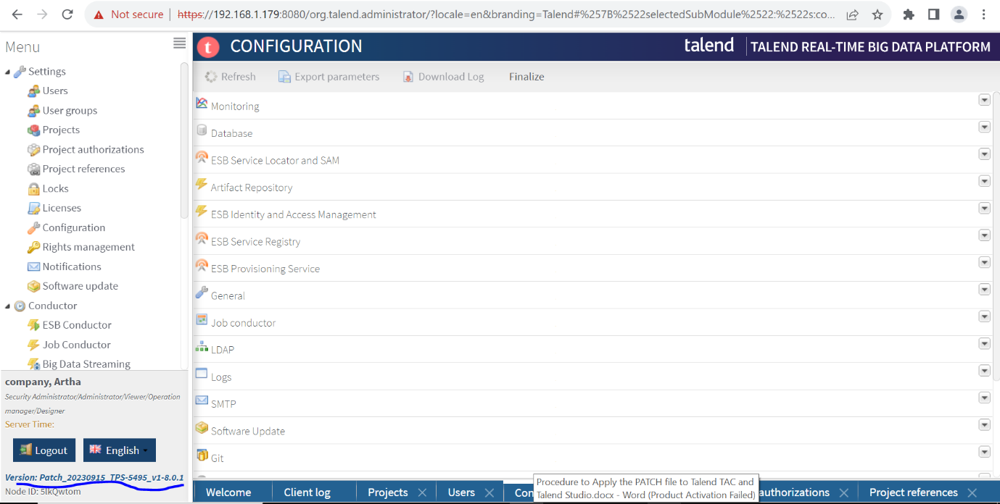 Not secure
https://192.168.1.179:8080/org.talend.administrator/?locale=en&branding=Talend#%257B%2522selectedSubModule%2522:%2522s:co...
Menu
Settings
Users
User groups
Projects
Project authorizations
Project references
Locks
Licenses
Configuration
Rights management
Notifications
Software update
Conductor
ESB Conductor
Job Conductor
Big Data Streaming
company, Artha
Security Administrator/Administrator/Viewer/Operation
manager/Designer
Server Time:
Logout
English
Version: Patch_20230915_TPS-5495_v1-8.0.1
Node ID: 5lkQwtom
t
CONFIGURATION
talend
TALEND REAL-TIME BIG DATA PLATFORM
Refresh
Export parameters
Download Log
Finalize
Monitoring
Database
ESB Service Locator and SAM
Artifact Repository
ESB Identity and Access Management
ESB Service Registry
ESB Provisioning Service
General
Job conductor
LDAP
Logs
SMTP
Software Update
Git
Welcome
Client log
Projects
Users
Con
Procedure to Apply the PATCH file to Talend TAC and
Talend Studio.docx - Word (Product Activation Failed)
authorizations
Project references